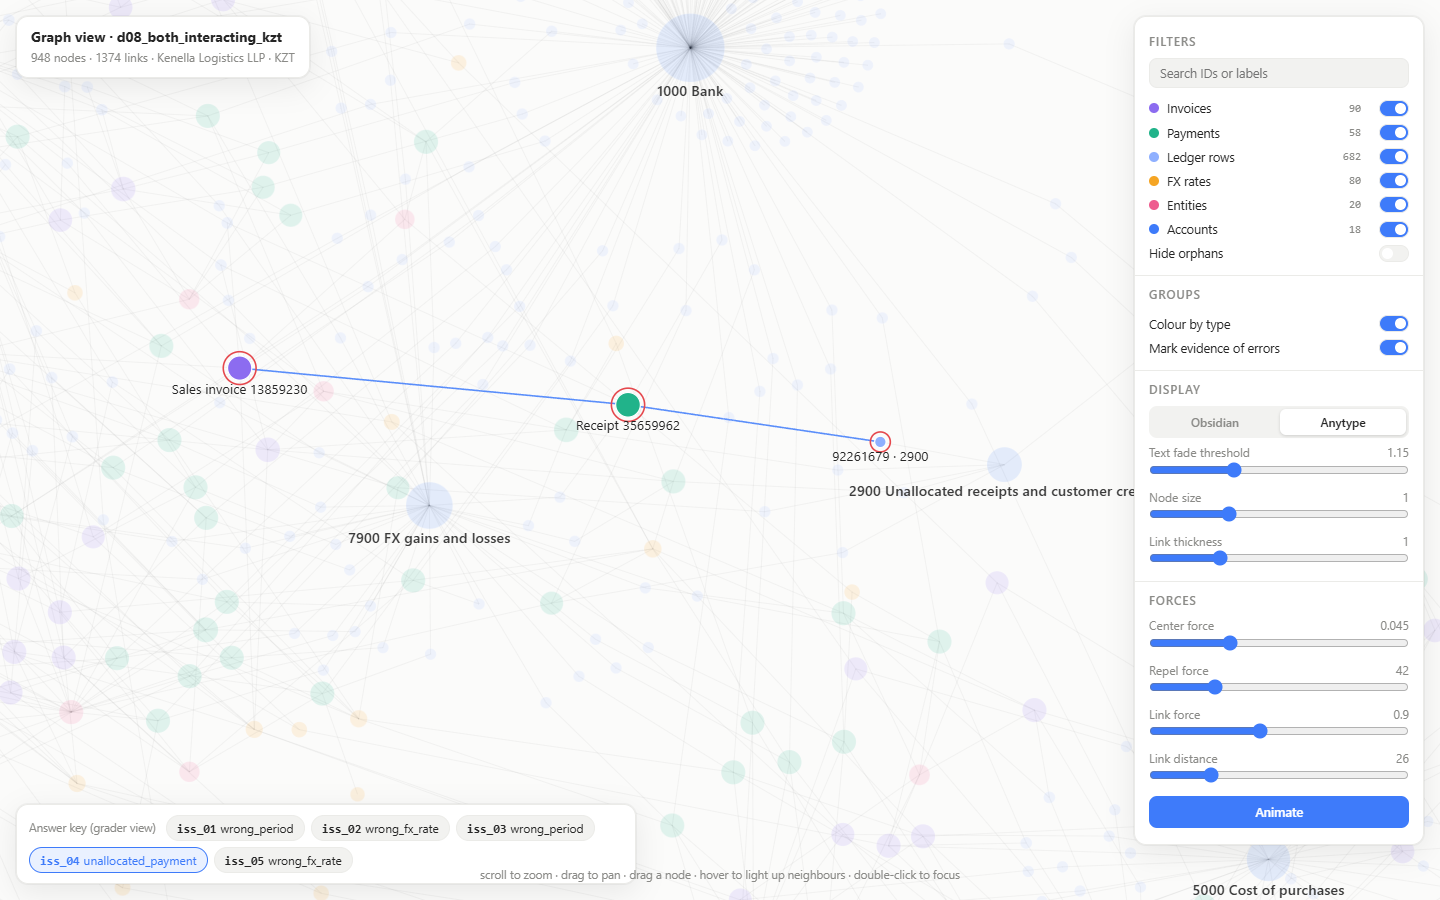 Graph view · d08_both_interacting_kzt
948 nodes · 1374 links · Kenella Logistics LLP · KZT
1000 Bank
Sales invoice 13859230
Receipt 35659962
92261679 · 2900
2900 Unallocated receipts and customer cre
7900 FX gains and losses
5000 Cost of purchases
Answer key (grader view)
iss_01 wrong_period
iss_02 wrong_fx_rate
iss_03 wrong_period
iss_04 unallocated_payment
iss_05 wrong_fx_rate
scroll to zoom · drag to pan · drag a node · hover to light up neighbours · double-click to focus
FILTERS
Search IDs or labels
Invoices 90
Payments 58
Ledger rows 682
FX rates 80
Entities 20
Accounts 18
Hide orphans
GROUPS
Colour by type
Mark evidence of errors
DISPLAY
Obsidian Anytype
Text fade threshold 1.15
Node size 1
Link thickness 1
FORCES
Center force 0.045
Repel force 42
Link force 0.9
Link distance 26
Animate